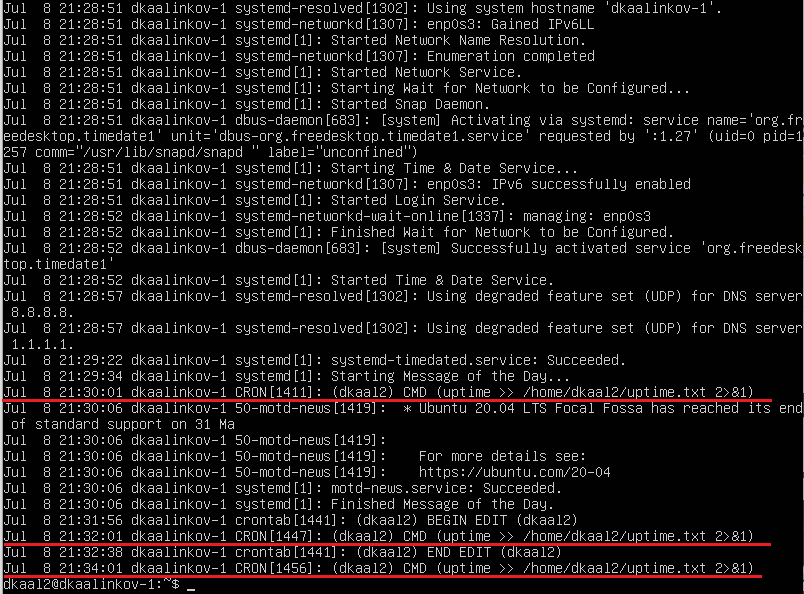 Jul  8 21:28:51 dkaalinkov-1 systemd-resolved[1302]: Using system hostname 'dkaalinkov-1'.
Jul  8 21:28:51 dkaalinkov-1 systemd-networkd[1307]: enp0s3: Gained IPv6LL
Jul  8 21:28:51 dkaalinkov-1 systemd[1]: Started Network Name Resolution.
Jul  8 21:28:51 dkaalinkov-1 systemd-networkd[1307]: Enumeration completed
Jul  8 21:28:51 dkaalinkov-1 systemd[1]: Started Network Service.
Jul  8 21:28:51 dkaalinkov-1 systemd[1]: Starting Wait for Network to be Configured...
Jul  8 21:28:51 dkaalinkov-1 systemd[1]: Started Snap Daemon.
Jul  8 21:28:51 dkaalinkov-1 dbus-daemon[683]: [system] Activating via systemd: service name='org.fr
eedesktop.timedate1' unit='dbus-org.freedesktop.timedate1.service' requested by ':1.27' (uid=0 pid=1
257 comm="/usr/lib/snapd/snapd " label="unconfined")
Jul  8 21:28:51 dkaalinkov-1 systemd[1]: Starting Time & Date Service...
Jul  8 21:28:51 dkaalinkov-1 systemd-networkd[1307]: enp0s3: IPv6 successfully enabled
Jul  8 21:28:51 dkaalinkov-1 systemd[1]: Started Login Service.
Jul  8 21:28:52 dkaalinkov-1 systemd-networkd-wait-online[1337]: managing: enp0s3
Jul  8 21:28:52 dkaalinkov-1 systemd[1]: Finished Wait for Network to be Configured.
Jul  8 21:28:52 dkaalinkov-1 dbus-daemon[683]: [system] Successfully activated service 'org.freedesk
top.timedate1'
Jul  8 21:28:52 dkaalinkov-1 systemd[1]: Started Time & Date Service.
Jul  8 21:28:57 dkaalinkov-1 systemd-resolved[1302]: Using degraded feature set (UDP) for DNS server
 8.8.8.8.
Jul  8 21:28:57 dkaalinkov-1 systemd-resolved[1302]: Using degraded feature set (UDP) for DNS server
 1.1.1.1.
Jul  8 21:29:22 dkaalinkov-1 systemd[1]: systemd-timedated.service: Succeeded.
Jul  8 21:29:34 dkaalinkov-1 systemd[1]: Starting Message of the Day...
Jul  8 21:30:01 dkaalinkov-1 CRON[1411]: (dkaal2) CMD (uptime >> /home/dkaal2/uptime.txt 2>&1)
Jul  8 21:30:06 dkaalinkov-1 50-motd-news[1419]:  * Ubuntu 20.04 LTS Focal Fossa has reached its end
 of standard support on 31 Ma
Jul  8 21:30:06 dkaalinkov-1 50-motd-news[1419]:
Jul  8 21:30:06 dkaalinkov-1 50-motd-news[1419]:    For more details see:
Jul  8 21:30:06 dkaalinkov-1 50-motd-news[1419]:    https://ubuntu.com/20-04
Jul  8 21:30:06 dkaalinkov-1 systemd[1]: motd-news.service: Succeeded.
Jul  8 21:30:06 dkaalinkov-1 systemd[1]: Finished Message of the Day.
Jul  8 21:31:56 dkaalinkov-1 crontab[1441]: (dkaal2) BEGIN EDIT (dkaal2)
Jul  8 21:32:01 dkaalinkov-1 CRON[1447]: (dkaal2) CMD (uptime >> /home/dkaal2/uptime.txt 2>&1)
Jul  8 21:32:38 dkaalinkov-1 crontab[1441]: (dkaal2) END EDIT (dkaal2)
Jul  8 21:34:01 dkaalinkov-1 CRON[1456]: (dkaal2) CMD (uptime >> /home/dkaal2/uptime.txt 2>&1)
dkaal2@dkaalinkov-1:~$ _